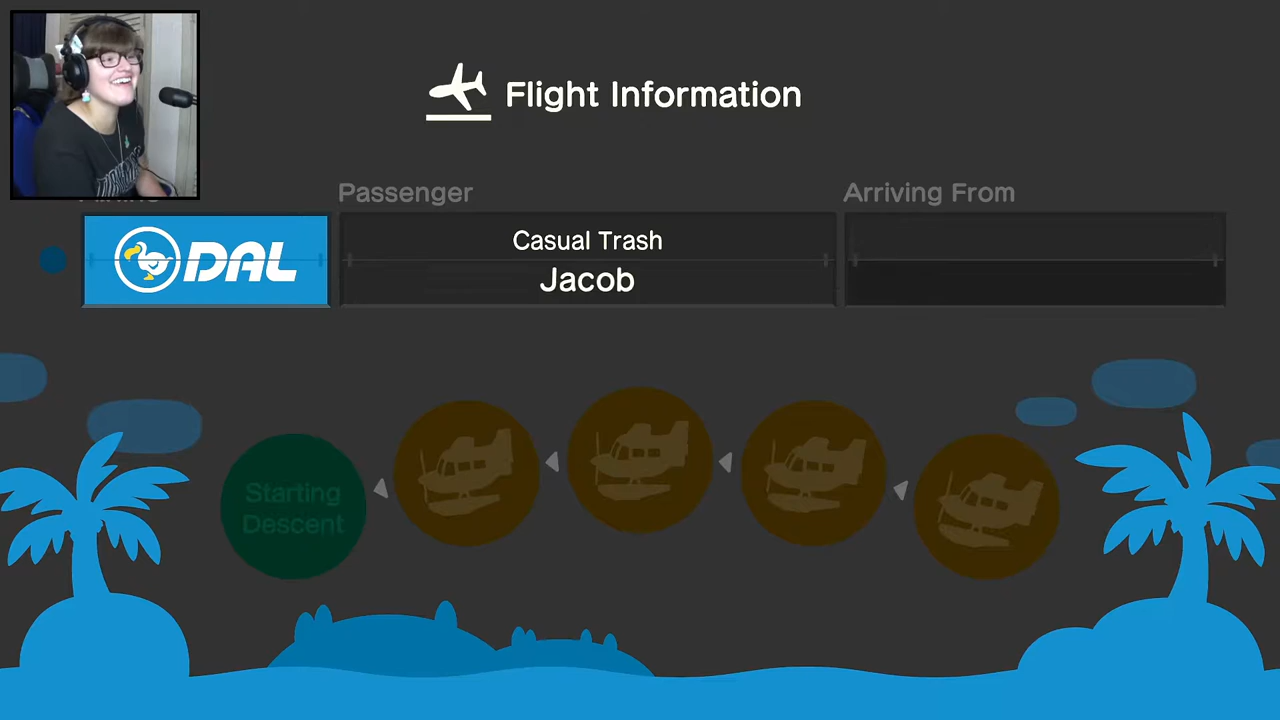 Flight Information
Passenger
Arriving From
DAL
Casual Trash
Jacob
Starting
Descent